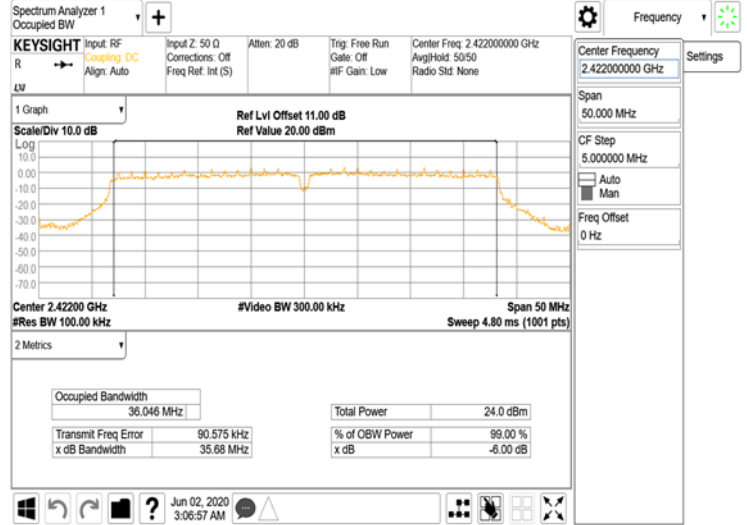 Spectrum Analyzer 1
Occupied BW
Frequency
KEYSIGHT
R
Input: RF
Coupling: DC
Align: Auto
Input Z: 50 Ω
Corrections: Off
Freq Ref: Int (S)
Atten: 20 dB
Trig: Free Run
Gate: Off
#IF Gain: Low
Center Freq: 2.422000000 GHz
Avg|Hold: 50/50
Radio Std: None
Center Frequency
2.422000000 GHz
Settings
Span
50.000 MHz
CF Step
5.000000 MHz
Auto
Man
Freq Offset
0 Hz
1 Graph
Scale/Div 10.0 dB
Ref Lvl Offset 11.00 dB
Ref Value 20.00 dBm
Log
10.0
0.00
-10.0
-20.0
-30.0
-40.0
-50.0
-60.0
-70.0
Center 2.42200 GHz
#Video BW 300.00 kHz
Span 50 MHz
#Res BW 100.00 kHz
Sweep 4.80 ms (1001 pts)
2 Metrics
Occupied Bandwidth
36.046 MHz
Total Power 24.0 dBm
Transmit Freq Error 90.575 kHz
% of OBW Power 99.00 %
x dB Bandwidth 35.68 MHz
x dB -6.00 dB
?
Jun 02, 2020
3:06:57 AM